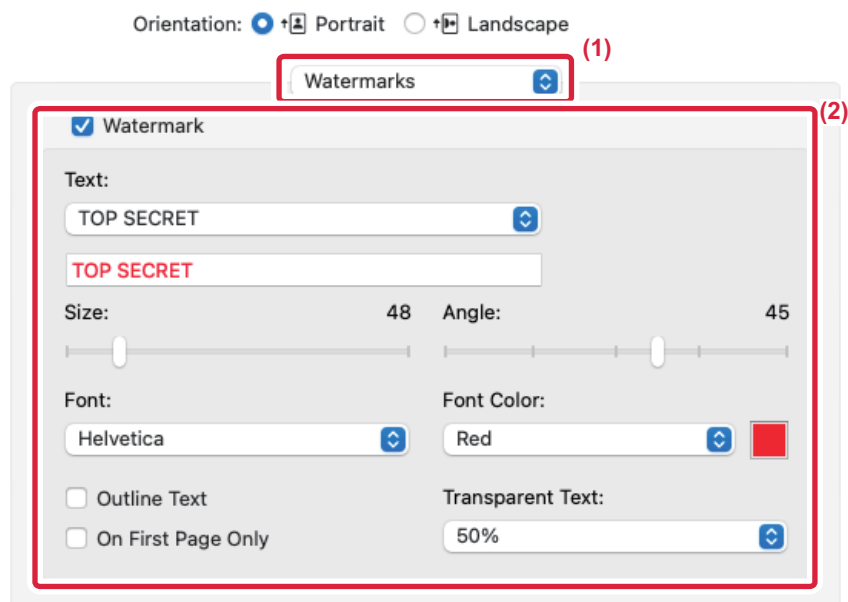 Orientation: Portrait Landscape
(1)
Watermarks
(2)
Watermark
Text:
TOP SECRET
TOP SECRET
Size: 48 Angle: 45
Font: Font Color:
Helvetica Red
Outline Text Transparent Text:
On First Page Only 50%